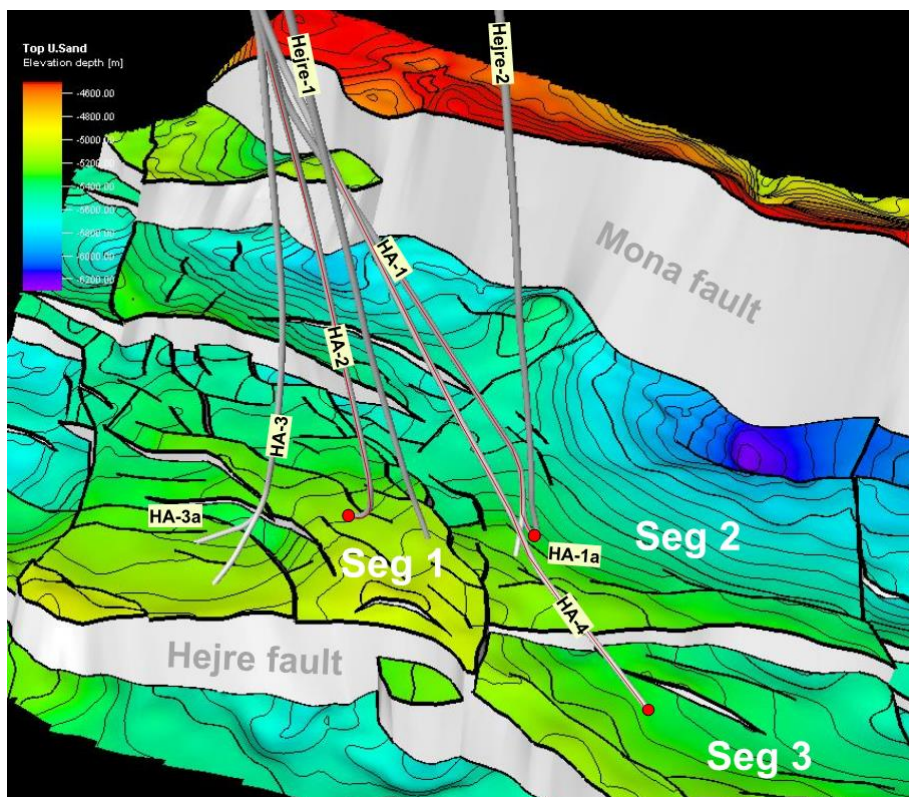 Top U.Sand
Elevation depth [m]
-4600.00
-4800.00
-5000.00
-5200.00
-5400.00
-5600.00
-5800.00
-6000.00
-6200.00
Hejre-1
Hejre-2
Mona fault
HA-1
HA-2
HA-3
HA-3a
Seg 1
Seg 2
HA-1a
HA-4
Hejre fault
Seg 3